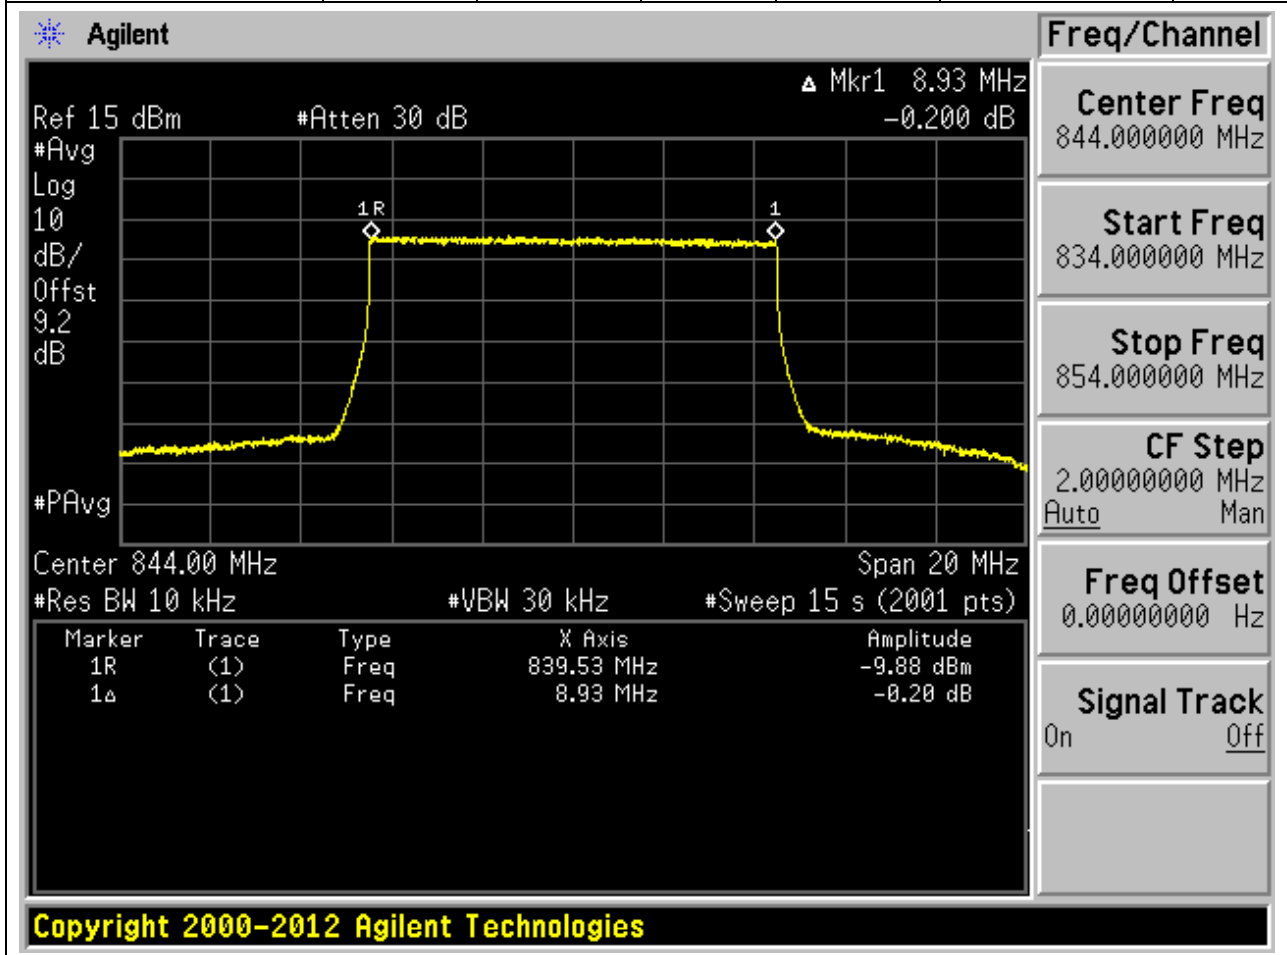 Agilent
Freq/Channel
▵ Mkr1 8.93 MHz
Ref 15 dBm #Atten 30 dB -0.200 dB
#Avg
Log
10
dB/
Offst
9.2
dB
1R
1
#PAvg
Center 844.00 MHz Span 20 MHz
#Res BW 10 kHz #VBW 30 kHz #Sweep 15 s (2001 pts)
Marker Trace Type X Axis Amplitude
1R (1) Freq 839.53 MHz -9.88 dBm
1▵ (1) Freq 8.93 MHz -0.20 dB
Center Freq
844.000000 MHz
Start Freq
834.000000 MHz
Stop Freq
854.000000 MHz
CF Step
2.00000000 MHz
Auto Man
Freq Offset
0.00000000 Hz
Signal Track
On Off
Copyright 2000-2012 Agilent Technologies